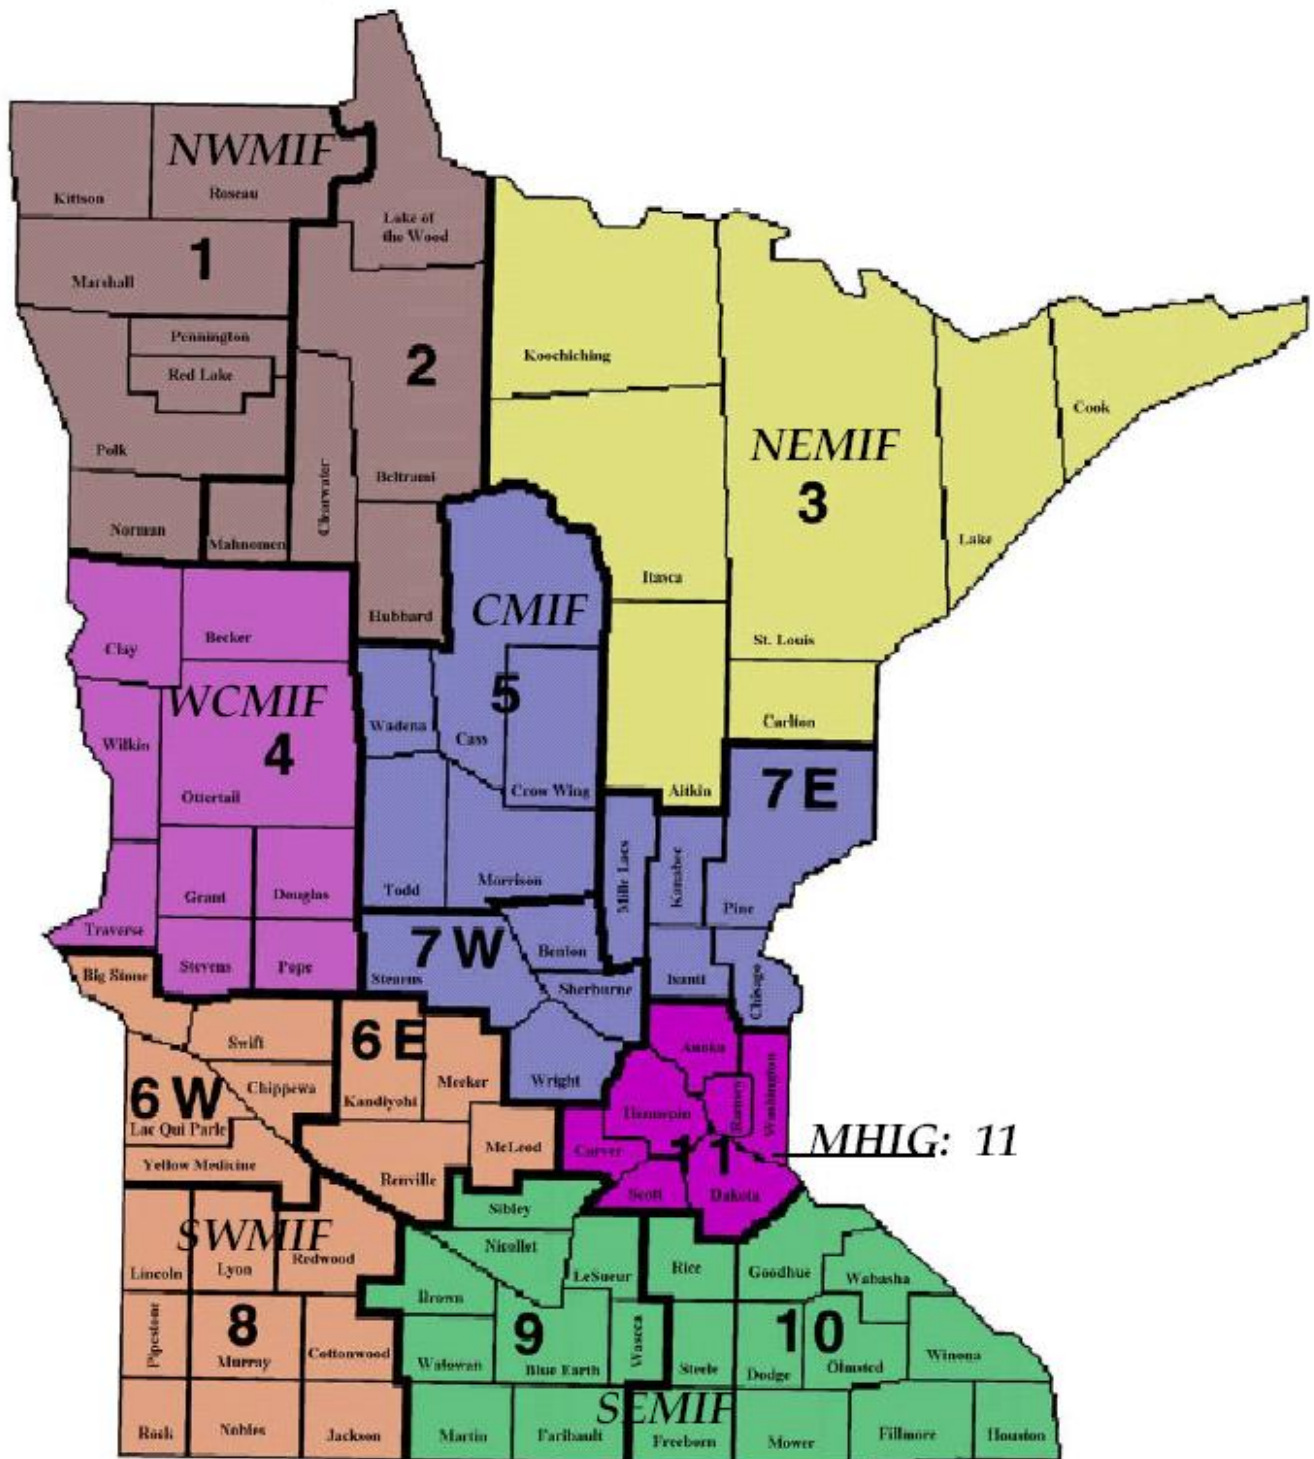 NWMIF
Kittson
Roseau
Lake of
the Wood
1
Marshall
Pennington
2
Koochiching
Red Lake
Cook
NEMIF
Polk
Beltrami
3
Clearwater
Norman
Mahnomen
Lake
Itasca
CMIF
Hubbard
Becker
St. Louis
Clay
WCMIF
5
Wadena
Carlton
Wilkin
Cass
4
Crow Wing
Aitkin
7 E
Ottertail
Todd
Morrison
Mille Lacs
Kanabec
Grant
Douglas
Pine
Traverse
7 W
Benton
Stevens
Pope
Stearns
Isanti
Big Stone
Sherburne
Chisago
Swift
6 E
Anoka
Chippewa
Meeker
Wright
6 W
Kandiyohi
Hennepin
Ramsey
Washington
Lac Qui Parle
McLeod
Carver
11
MHIG: 11
Yellow Medicine
Renville
Scott
Dakota
Sibley
SWMIF
Nicollet
Lincoln
Lyon
Redwood
LeSueur
Rice
Goodhue
Wabasha
Brown
8
9
10
Pipestone
Murray
Cottonwood
Watowan
Blue Earth
Waseca
Steele
Dodge
Olmsted
Winona
SEMIF
Rock
Nobles
Jackson
Martin
Faribault
Freeborn
Mower
Fillmore
Houston